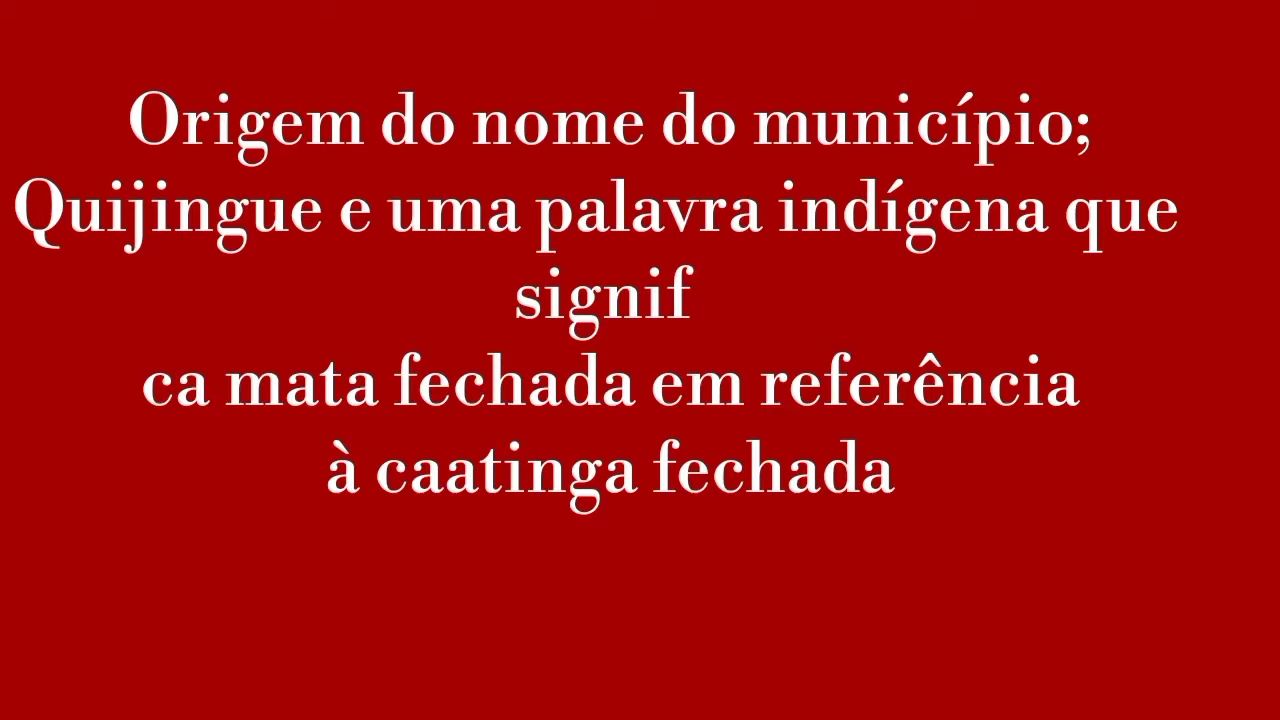 Origem do nome do município;
Quijingue e uma palavra indígena que
signif
ca mata fechada em referência
à caatinga fechada